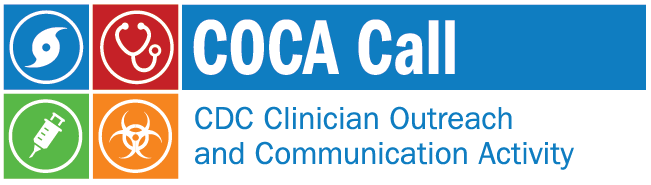 COCA Call
CDC Clinician Outreach
and Communication Activity